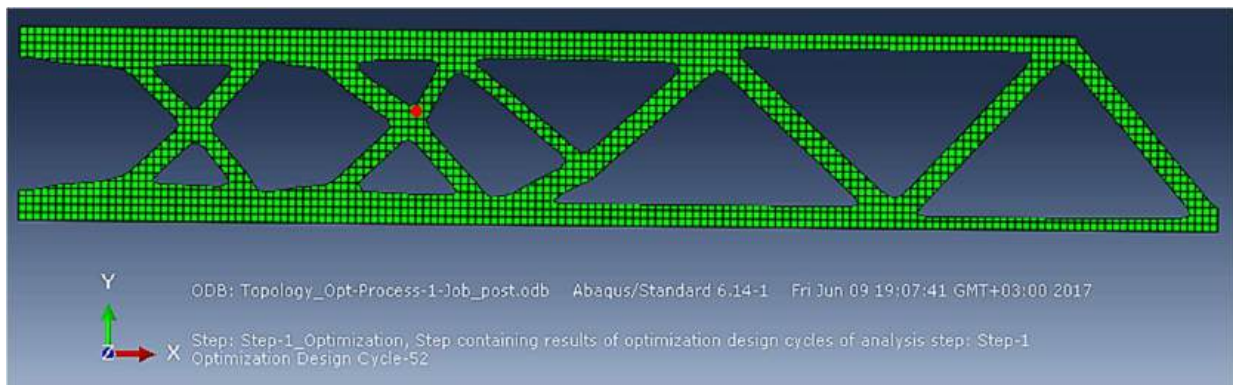 Y
ODB: Topology_Opt-Process-1-Job_post.odb Abaqus/Standard 6.14-1 Fri Jun 09 19:07:41 GMT+03:00 2017
Z X
Step: Step-1_Optimization, Step containing results of optimization design cycles of analysis step: Step-1
Optimization Design Cycle-52